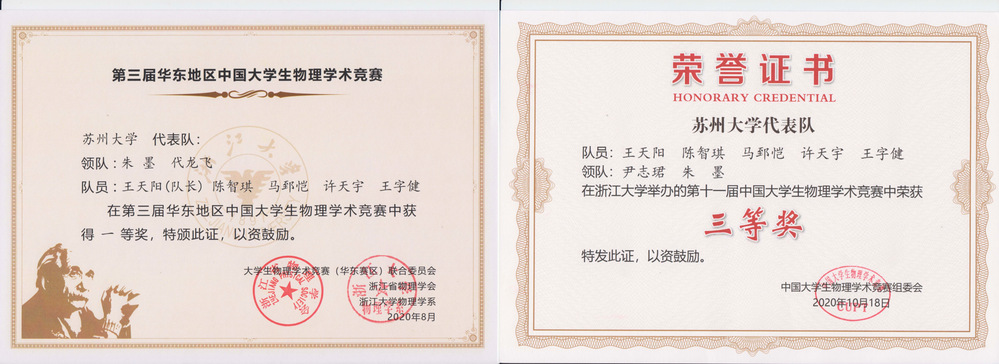 第三届华东地区中国大学生物理学术竞赛
苏州大学 代表队：
领队：朱 墨 代龙飞
队员：王天阳(队长) 陈智琪 马郅恺 许天宇 王字健
在第三届华东地区中国大学生物理学术竞赛中获
得 一 等奖，特颁此证，以资鼓励。
大学生物理学术竞赛（华东赛区）联合委员会
浙江省物理学会
浙江大学物理学系
2020年8月
荣誉证书
HONORARY CREDENTIAL
苏州大学代表队
队员：王天阳 陈智琪 马郅恺 许天宇 王字健
领队：尹志珺 朱 墨
在浙江大学举办的第十一届中国大学生物理学术竞赛中荣获
三等奖
特发此证，以资鼓励。
中国大学生物理学术竞赛组委会
2020年10月18日
CUPT